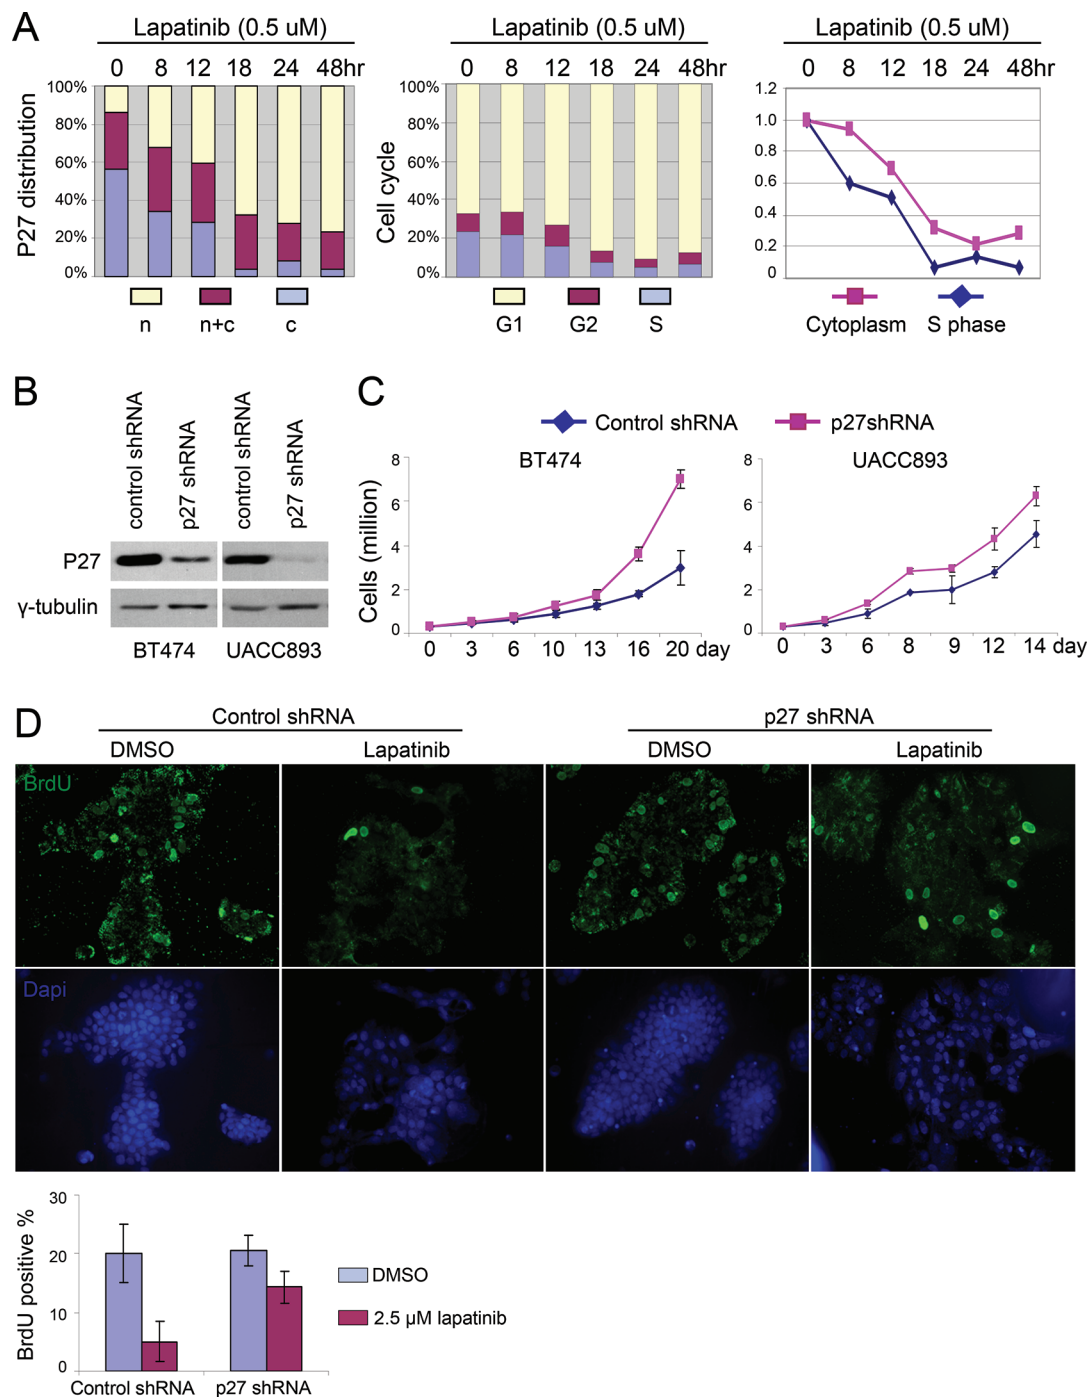 A
Lapatinib (0.5 uM)
Lapatinib (0.5 uM)
Lapatinib (0.5 uM)
0 8 12 18 24 48hr
0 8 12 18 24 48hr
0 8 12 18 24 48hr
P27 distribution
100%
80%
60%
40%
20%
0%
n n+c c
Cell cycle
100%
80%
60%
40%
20%
0%
G1 G2 S
1.2
1.0
0.8
0.6
0.4
0.2
0
Cytoplasm S phase
B
control shRNA
p27 shRNA
control shRNA
p27 shRNA
P27
γ-tubulin
BT474 UACC893
C
Control shRNA p27shRNA
BT474
Cells (million)
8
6
4
2
0
0 3 6 10 13 16 20 day
UACC893
8
6
4
2
0
0 3 6 8 9 12 14 day
D
Control shRNA p27 shRNA
DMSO Lapatinib DMSO Lapatinib
BrdU
Dapi
BrdU positive %
30
20
10
0
Control shRNA p27 shRNA
DMSO
2.5 µM lapatinib